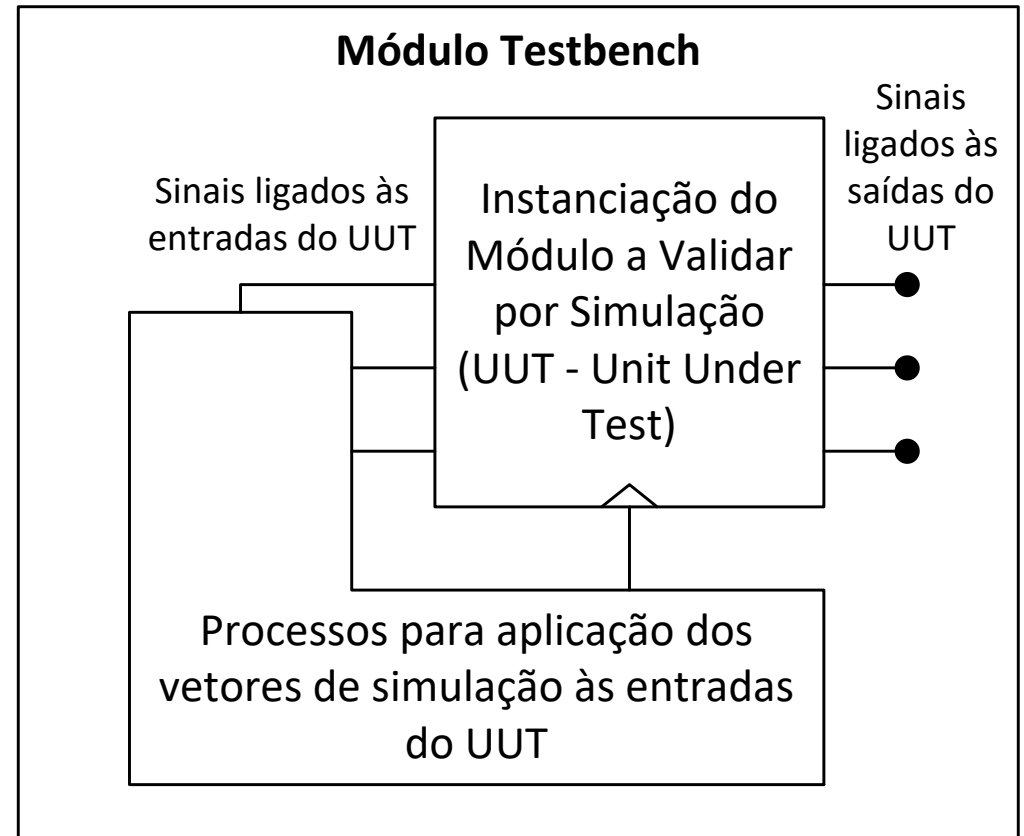 Módulo Testbench
Sinais
ligados às
saídas do
UUT
Sinais ligados às
entradas do UUT
Instanciação do
Módulo a Validar
por Simulação
(UUT - Unit Under
Test)
Processos para aplicação dos
vetores de simulação às entradas
do UUT